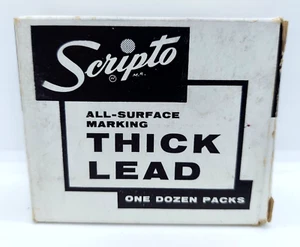 Scripto
M.R.
ALL-SURFACE
MARKING
THICK
LEAD
ONE DOZEN PACKS